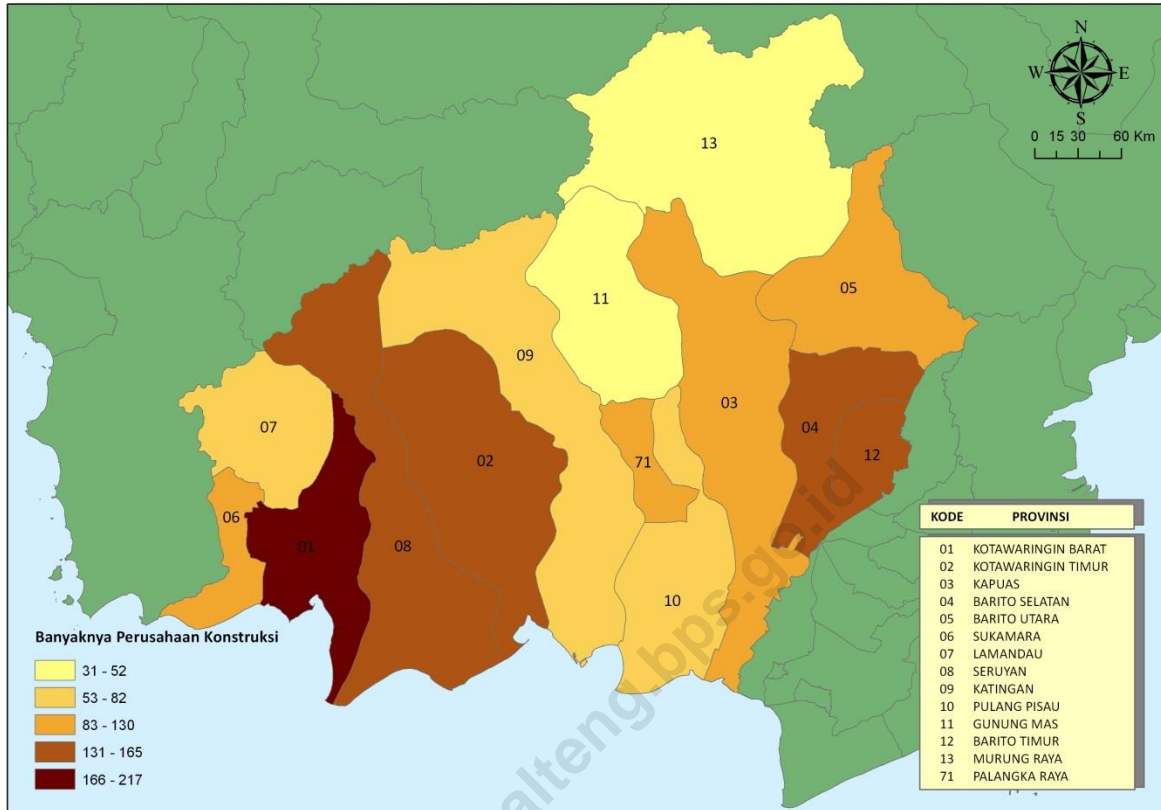 N
W E
S
0 15 30 60 Km
13
05
11
09
03
07
02
04
12
71
06
01
08
10
Banyaknya Perusahaan Konstruksi
31 - 52
53 - 82
83 - 130
131 - 165
166 - 217
KODE PROVINSI
01 KOTAWARINGIN BARAT
02 KOTAWARINGIN TIMUR
03 KAPUAS
04 BARITO SELATAN
05 BARITO UTARA
06 SUKAMARA
07 LAMANDAU
08 SERUYAN
09 KATINGAN
10 PULANG PISAU
11 GUNUNG MAS
12 BARITO TIMUR
13 MURUNG RAYA
71 PALANGKA RAYA
alteng.bps.go.id